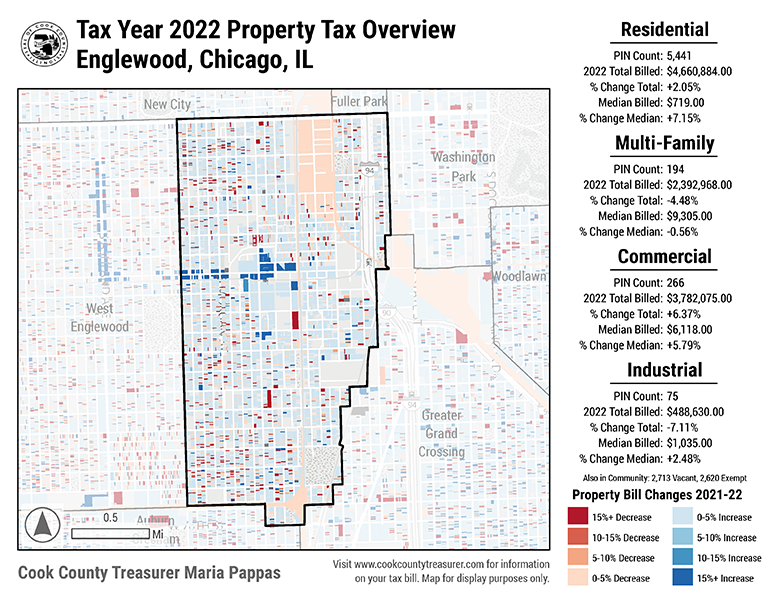 Tax Year 2022 Property Tax Overview
Englewood, Chicago, IL
New City
Fuller Park
94
Washington
Park
Woodlawn
West
Englewood
94
Greater
Grand
Crossing
Auburn
0.5
Mi
Cook County Treasurer Maria Pappas
Visit www.cookcountytreasurer.com for information
on your tax bill. Map for display purposes only.
Residential
PIN Count: 5,441
2022 Total Billed: $4,660,884.00
% Change Total: +2.05%
Median Billed: $719.00
% Change Median: +7.15%
Multi-Family
PIN Count: 194
2022 Total Billed: $2,392,968.00
% Change Total: -4.48%
Median Billed: $9,305.00
% Change Median: -0.56%
Commercial
PIN Count: 266
2022 Total Billed: $3,782,075.00
% Change Total: +6.37%
Median Billed: $6,118.00
% Change Median: +5.79%
Industrial
PIN Count: 75
2022 Total Billed: $488,630.00
% Change Total: -7.11%
Median Billed: $1,035.00
% Change Median: +2.48%
Also in Community: 2,713 Vacant, 2,620 Exempt
Property Bill Changes 2021-22
15%+ Decrease
10-15% Decrease
5-10% Decrease
0-5% Decrease
0-5% Increase
5-10% Increase
10-15% Increase
15%+ Increase